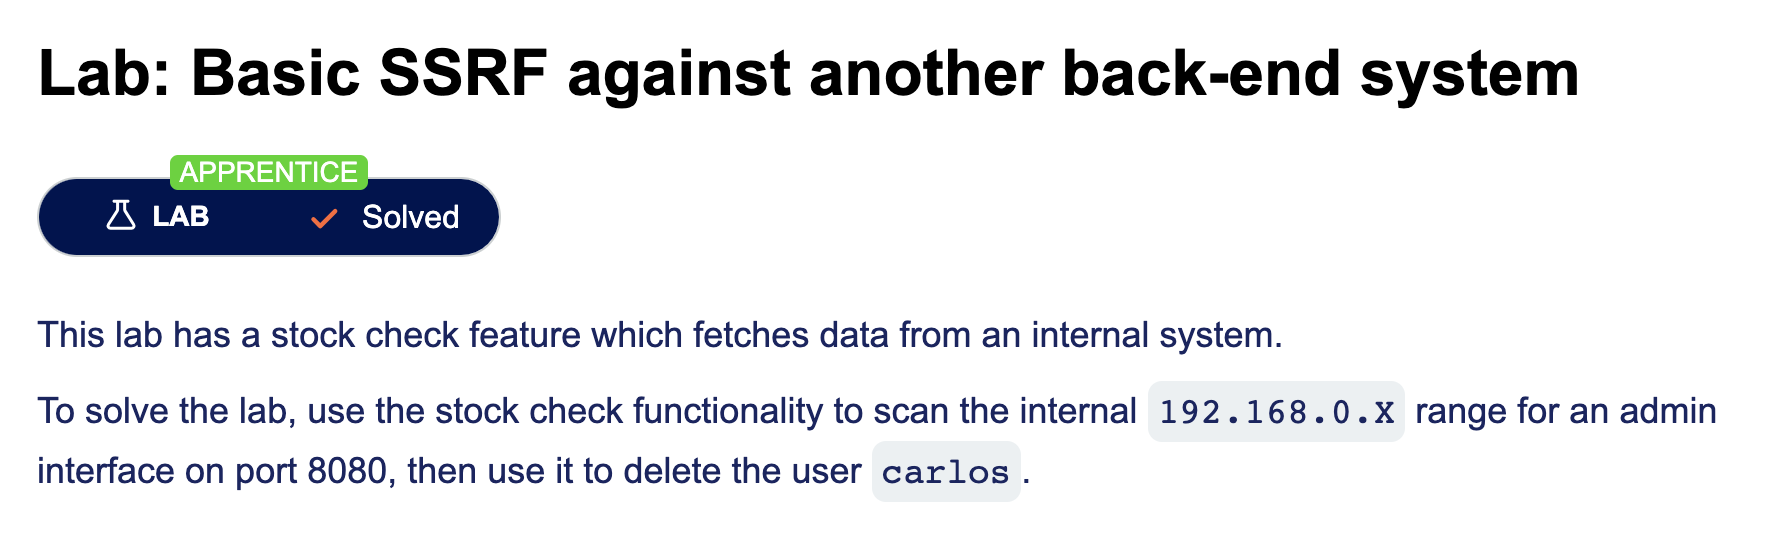 Lab: Basic SSRF against another back-end system
APPRENTICE
LAB Solved
This lab has a stock check feature which fetches data from an internal system.
To solve the lab, use the stock check functionality to scan the internal 192.168.0.X range for an admin
interface on port 8080, then use it to delete the user carlos.